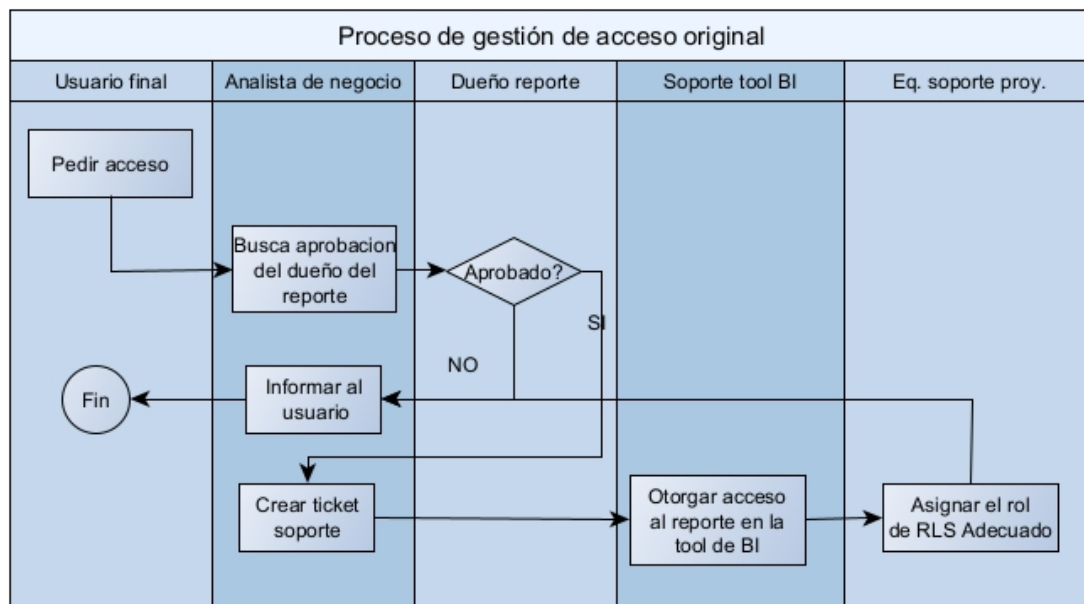 Proceso de gestión de acceso original
Usuario final
Analista de negocio
Dueño reporte
Soporte tool BI
Eq. soporte proy.
Pedir acceso
Busca aprobacion
del dueño del
reporte
Aprobado?
SI
NO
Informar al
usuario
Fin
Crear ticket
soporte
Otorgar acceso
al reporte en la
tool de BI
Asignar el rol
de RLS Adecuado